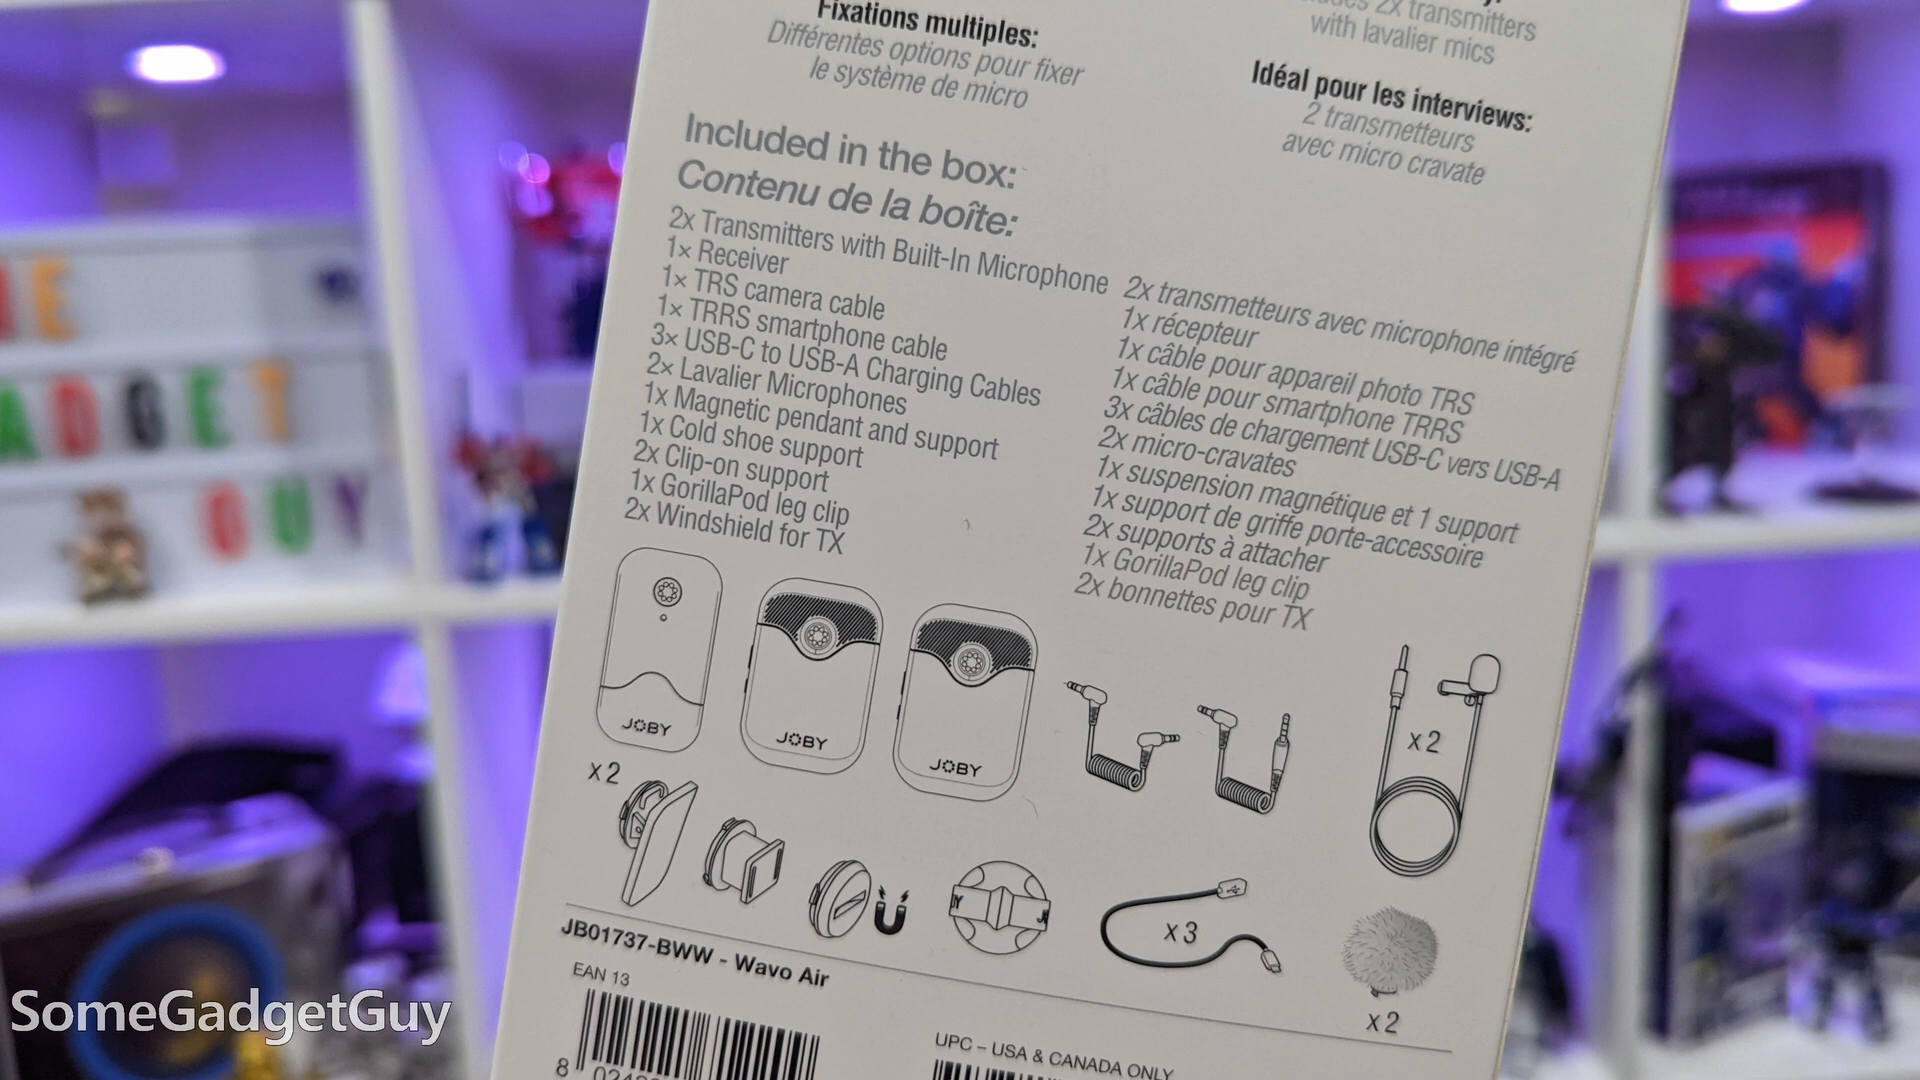 Fixations multiples:
Différentes options pour fixer
le système de micro
2x transmitters
with lavalier mics
Idéal pour les interviews:
2 transmetteurs
avec micro cravate
Included in the box:
Contenu de la boîte:
2x Transmitters with Built-In Microphone
1x Receiver
1x TRS camera cable
1x TRRS smartphone cable
3x USB-C to USB-A Charging Cables
2x Lavalier Microphones
1x Magnetic pendant and support
1x Cold shoe support
2x Clip-on support
1x GorillaPod leg clip
2x Windshield for TX
2x transmetteurs avec microphone intégré
1x récepteur
1x câble pour appareil photo TRS
1x câble pour smartphone TRRS
3x câbles de chargement USB-C vers USB-A
2x micro-cravates
1x suspension magnétique et 1 support
1x support de griffe porte-accessoire
2x supports à attacher
1x GorillaPod leg clip
2x bonnettes pour TX
JOBY
JOBY
JOBY
x2
x2
x3
x2
JB01737-BWW - Wavo Air
EAN 13
UPC – USA & CANADA ONLY
8
ADGET
GUY
SomeGadgetGuy